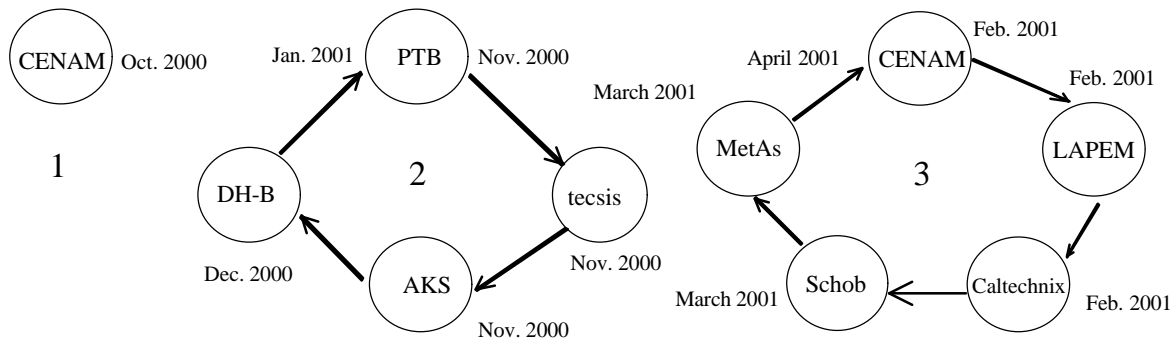 CENAM
Oct. 2000
1
Jan. 2001
PTB
Nov. 2000
DH-B
2
tecsis
Dec. 2000
AKS
Nov. 2000
Nov. 2000
Feb. 2001
April 2001
CENAM
Feb. 2001
March 2001
MetAs
3
LAPEM
March 2001
Schob
Caltechnix
Feb. 2001